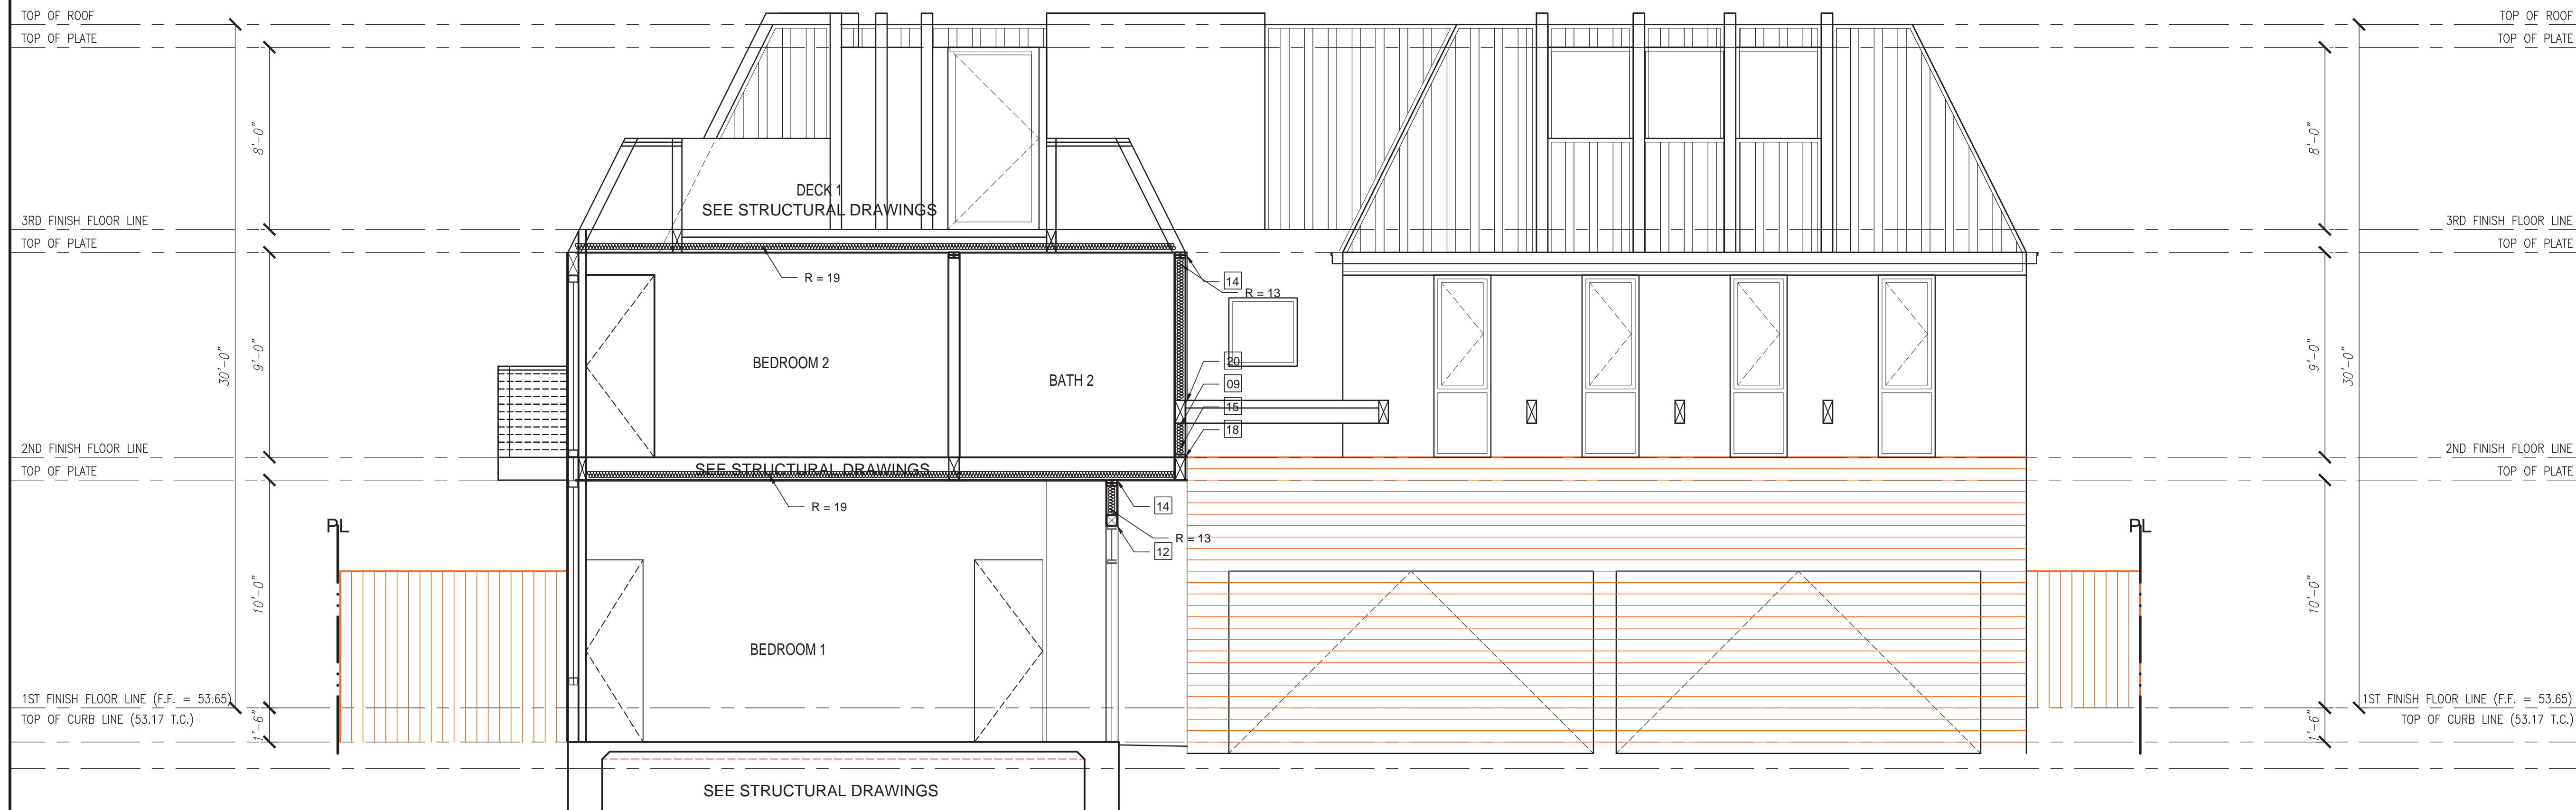 TOP OF ROOF
TOP OF ROOF
TOP OF PLATE
TOP OF PLATE
8'-0"
8'-0"
DECK 1
SEE STRUCTURAL DRAWINGS
3RD FINISH FLOOR LINE
3RD FINISH FLOOR LINE
TOP OF PLATE
TOP OF PLATE
R = 19
14
R = 13
30'-0"
9'-0"
BEDROOM 2
BATH 2
20
09
15
18
9'-0"
30'-0"
2ND FINISH FLOOR LINE
2ND FINISH FLOOR LINE
TOP OF PLATE
SEE STRUCTURAL DRAWINGS
TOP OF PLATE
R = 19
14
PL
PL
R = 13
12
10'-0"
10'-0"
BEDROOM 1
1ST FINISH FLOOR LINE (F.F. = 53.65)
1ST FINISH FLOOR LINE (F.F. = 53.65)
TOP OF CURB LINE (53.17 T.C.)
TOP OF CURB LINE (53.17 T.C.)
1'-6"
1'-6"
SEE STRUCTURAL DRAWINGS